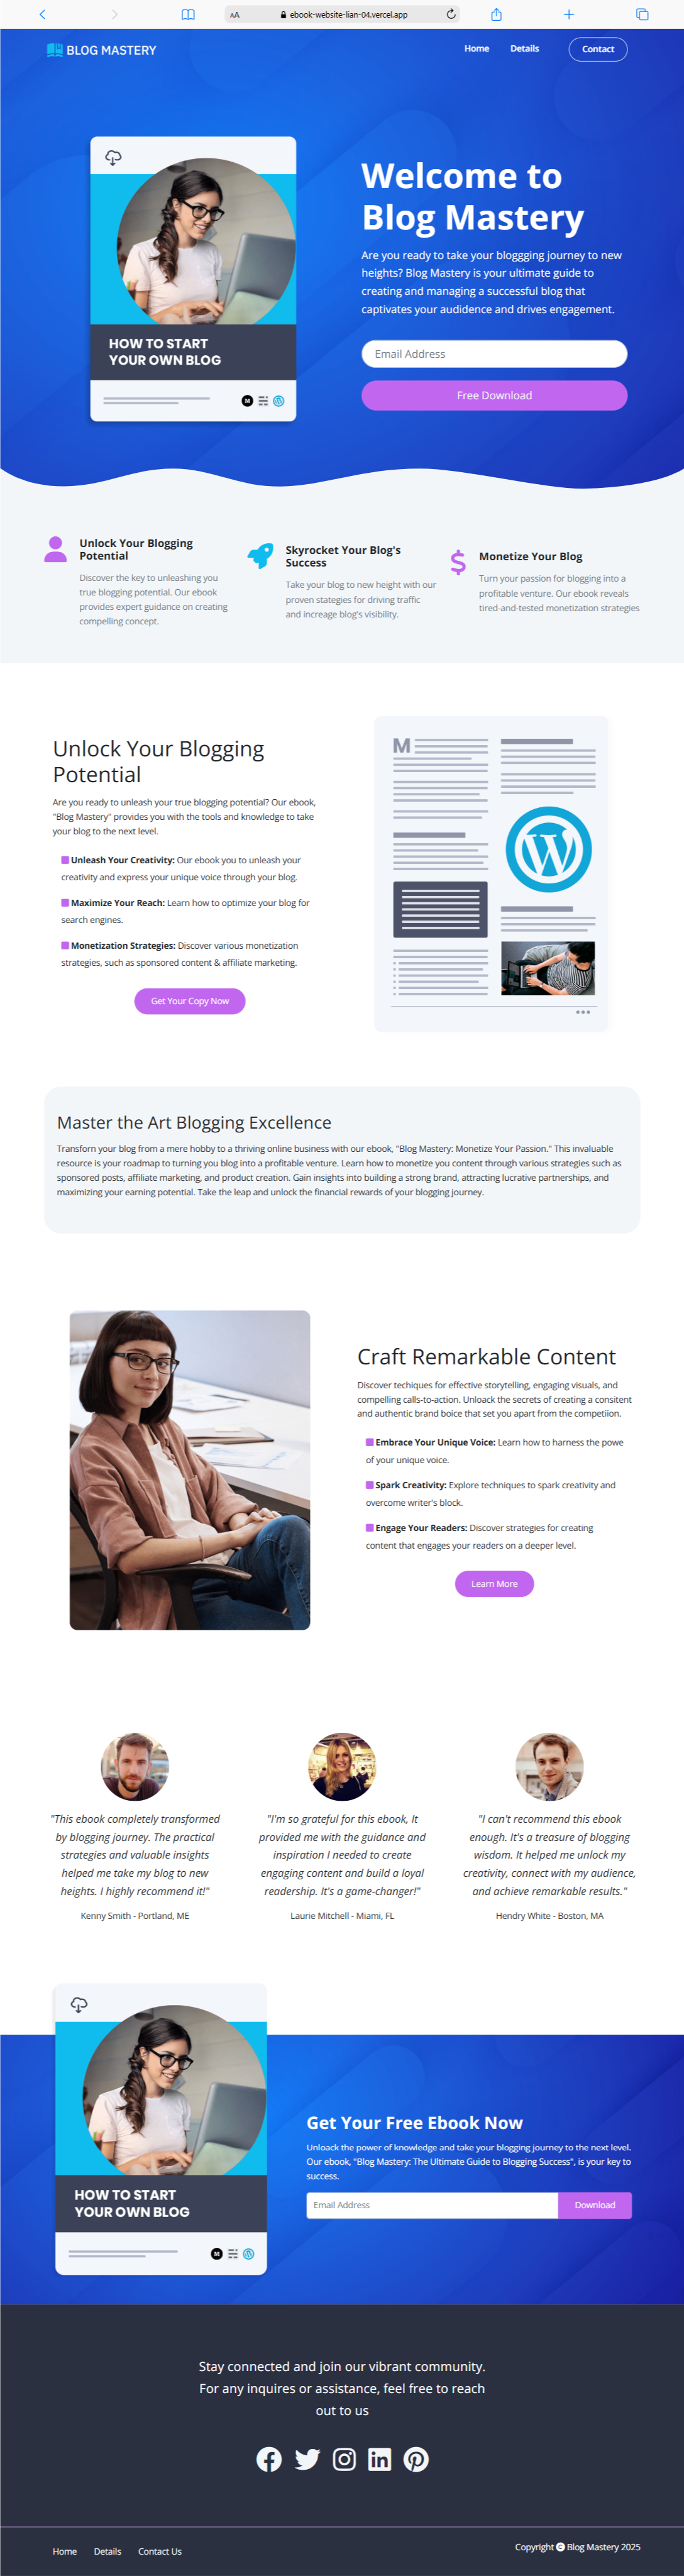 AA ebook-website-lian-04.vercel.app
BLOG MASTERY
Home Details Contact
HOW TO START
YOUR OWN BLOG
M
Welcome to
Blog Mastery
Are you ready to take your bloggging journey to new
heights? Blog Mastery is your ultimate guide to
creating and managing a successful blog that
captivates your audience and drives engagement.
Email Address
Free Download
Unlock Your Blogging
Potential
Discover the key to unleashing you
true blogging potential. Our ebook
provides expert guidance on creating
compelling concept.
Skyrocket Your Blog's
Success
Take your blog to new height with our
proven stategies for driving traffic
and increage blog's visibility.
Monetize Your Blog
Turn your passion for blogging into a
profitable venture. Our ebook reveals
tired-and-tested monetization strategies
Unlock Your Blogging
Potential
Are you ready to unleash your true blogging potential? Our ebook,
"Blog Mastery" provides you with the tools and knowledge to take
your blog to the next level.
Unleash Your Creativity: Our ebook you to unleash your
creativity and express your unique voice through your blog.
Maximize Your Reach: Learn how to optimize your blog for
search engines.
Monetization Strategies: Discover various monetization
strategies, such as sponsored content & affiliate marketing.
Get Your Copy Now
M
Master the Art Blogging Excellence
Transforn your blog from a mere hobby to a thriving online business with our ebook, "Blog Mastery: Monetize Your Passion." This invaluable
resource is your roadmap to turning you blog into a profitable venture. Learn how to monetize you content through various strategies such as
sponsored posts, affiliate marketing, and product creation. Gain insights into building a strong brand, attracting lucrative partnerships, and
maximizing your earning potential. Take the leap and unlock the financial rewards of your blogging journey.
Craft Remarkable Content
Discover techiques for effective storytelling, engaging visuals, and
compelling calls-to-action. Unloack the secrets of creating a consitent
and authentic brand boice that set you apart from the competiion.
Embrace Your Unique Voice: Learn how to harness the powe
of your unique voice.
Spark Creativity: Explore techniques to spark creativity and
overcome writer's block.
Engage Your Readers: Discover strategies for creating
content that engages your readers on a deeper level.
Learn More
"This ebook completely transformed
by blogging journey. The practical
strategies and valuable insights
helped me take my blog to new
heights. I highly recommend it!"
Kenny Smith - Portland, ME
"I'm so grateful for this ebook, It
provided me with the guidance and
inspiration I needed to create
engaging content and build a loyal
readership. It's a game-changer!"
Laurie Mitchell - Miami, FL
"I can't recommend this ebook
enough. It's a treasure of blogging
wisdom. It helped me unlock my
creativity, connect with my audience,
and achieve remarkable results."
Hendry White - Boston, MA
HOW TO START
YOUR OWN BLOG
M
Get Your Free Ebook Now
Unloack the power of knowledge and take your blogging journey to the next level.
Our ebook, "Blog Mastery: The Ultimate Guide to Blogging Success", is your key to
success.
Email Address Download
Stay connected and join our vibrant community.
For any inquires or assistance, feel free to reach
out to us
Home Details Contact Us
Copyright © Blog Mastery 2025